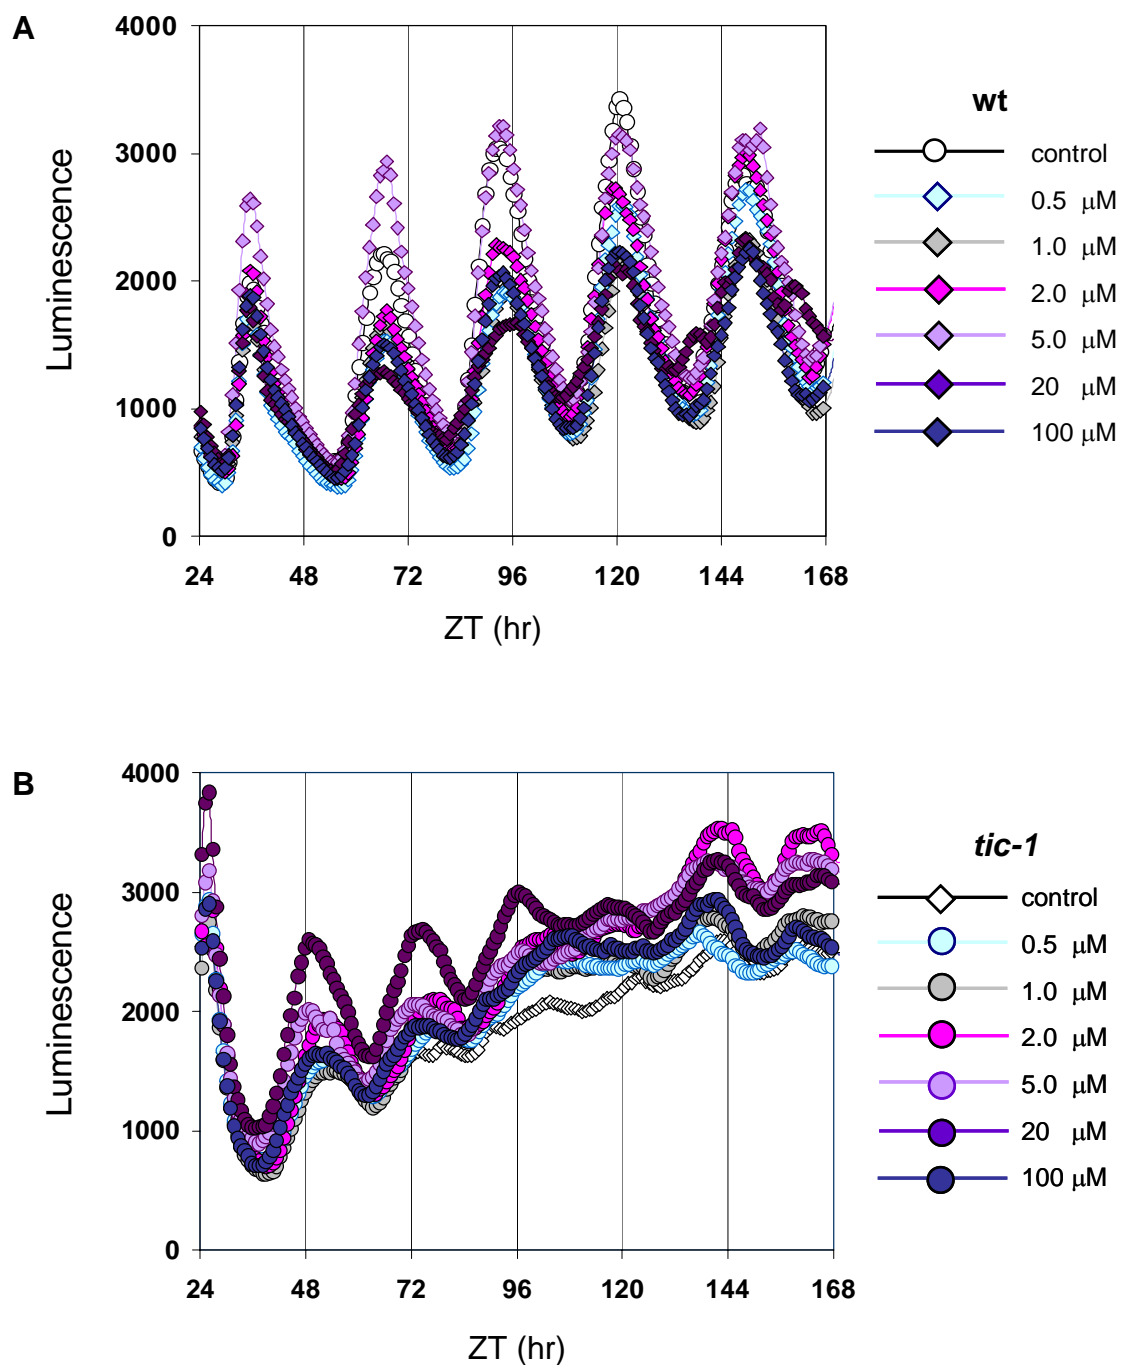 A
4000
3000
2000
1000
0
Luminescence
24 48 72 96 120 144 168
ZT (hr)
wt
control
0.5 μM
1.0 μM
2.0 μM
5.0 μM
20 μM
100 μM
B
4000
3000
2000
1000
0
Luminescence
24 48 72 96 120 144 168
ZT (hr)
tic-1
control
0.5 μM
1.0 μM
2.0 μM
5.0 μM
20 μM
100 μM